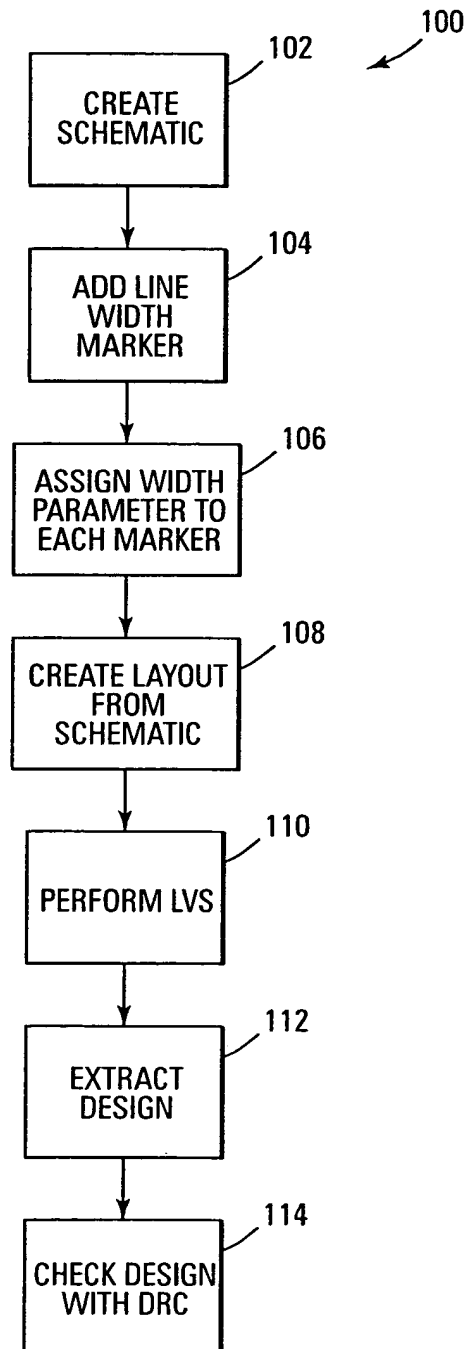 100
102
CREATE
SCHEMATIC
104
ADD LINE
WIDTH
MARKER
106
ASSIGN WIDTH
PARAMETER TO
EACH MARKER
108
CREATE LAYOUT
FROM
SCHEMATIC
110
PERFORM LVS
112
EXTRACT
DESIGN
114
CHECK DESIGN
WITH DRC